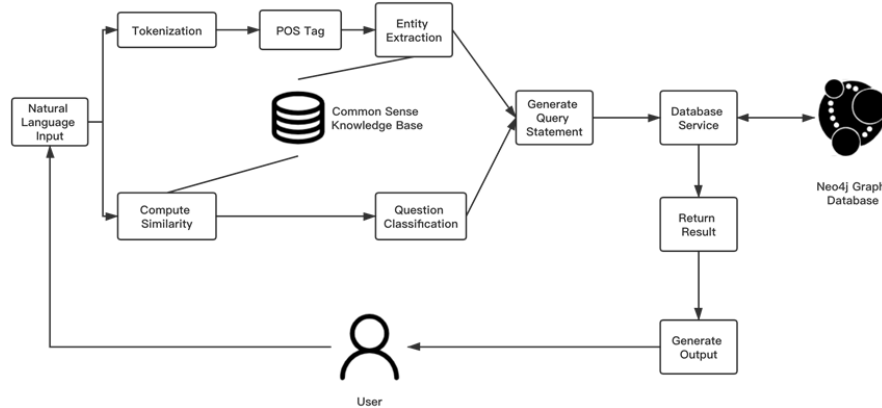 Tokenization
POS Tag
Entity
Extraction
Natural
Language
Input
Common Sense
Knowledge Base
Generate
Query
Statement
Database
Service
Neo4j Graph
Database
Compute
Similarity
Question
Classification
Return
Result
Generate
Output
User